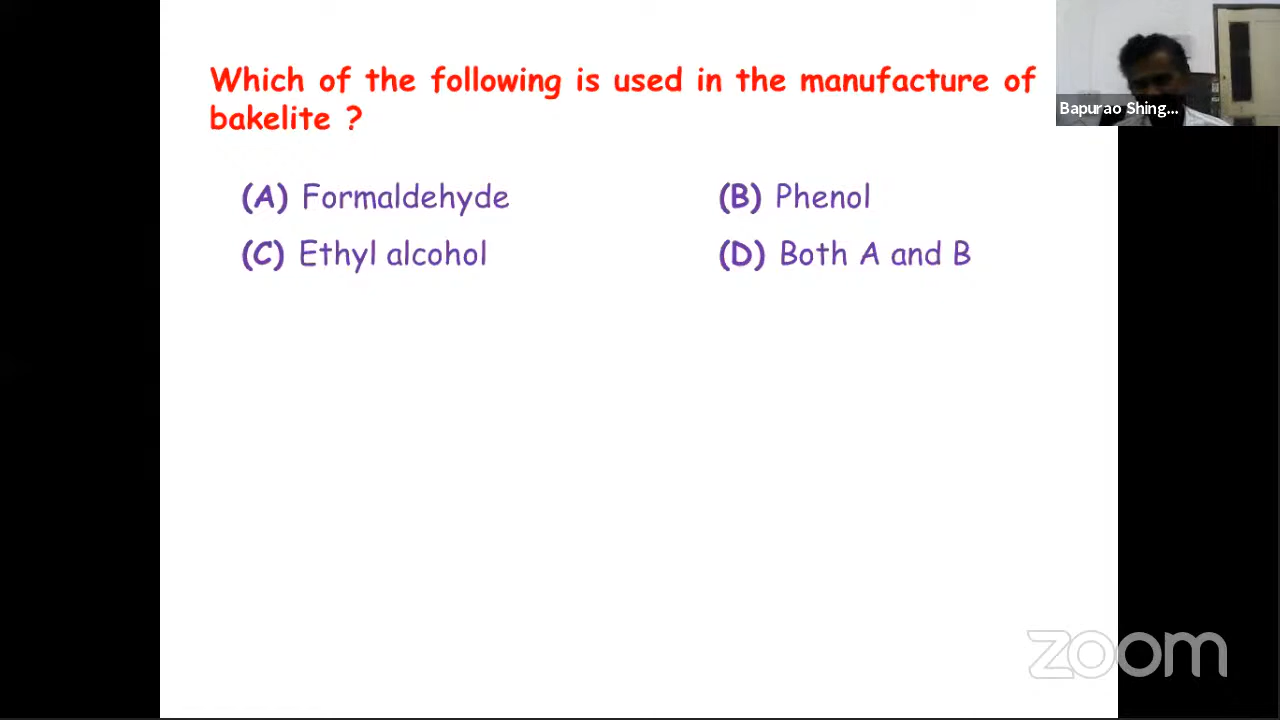 Which of the following is used in the manufacture of
bakelite ?
(A) Formaldehyde
(B) Phenol
(C) Ethyl alcohol
(D) Both A and B
Bapurao Shing...
zoom